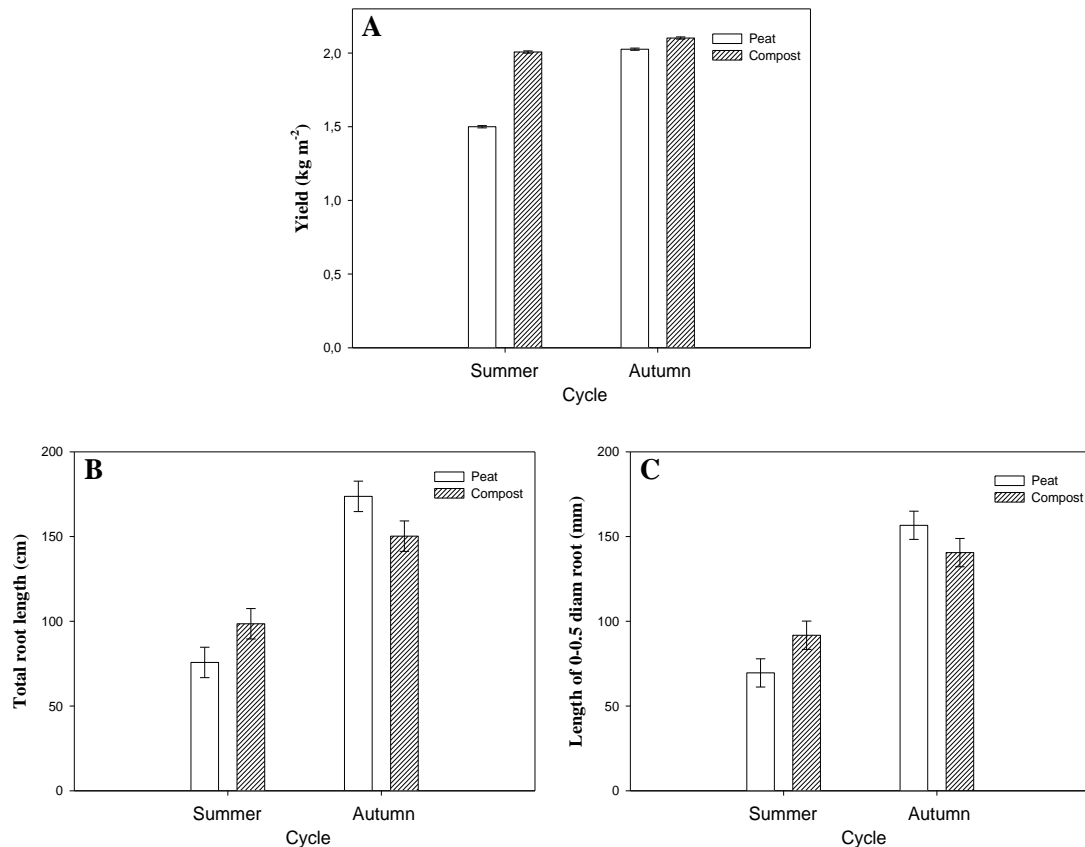 A
Peat
Compost
Yield (kg m-2)
2,0
1,5
1,0
0,5
0,0
Summer Autumn
Cycle
B
Peat
Compost
Total root length (cm)
200
150
100
50
0
Summer Autumn
Cycle
C
Peat
Compost
Length of 0-0.5 diam root (mm)
200
150
100
50
0
Summer Autumn
Cycle